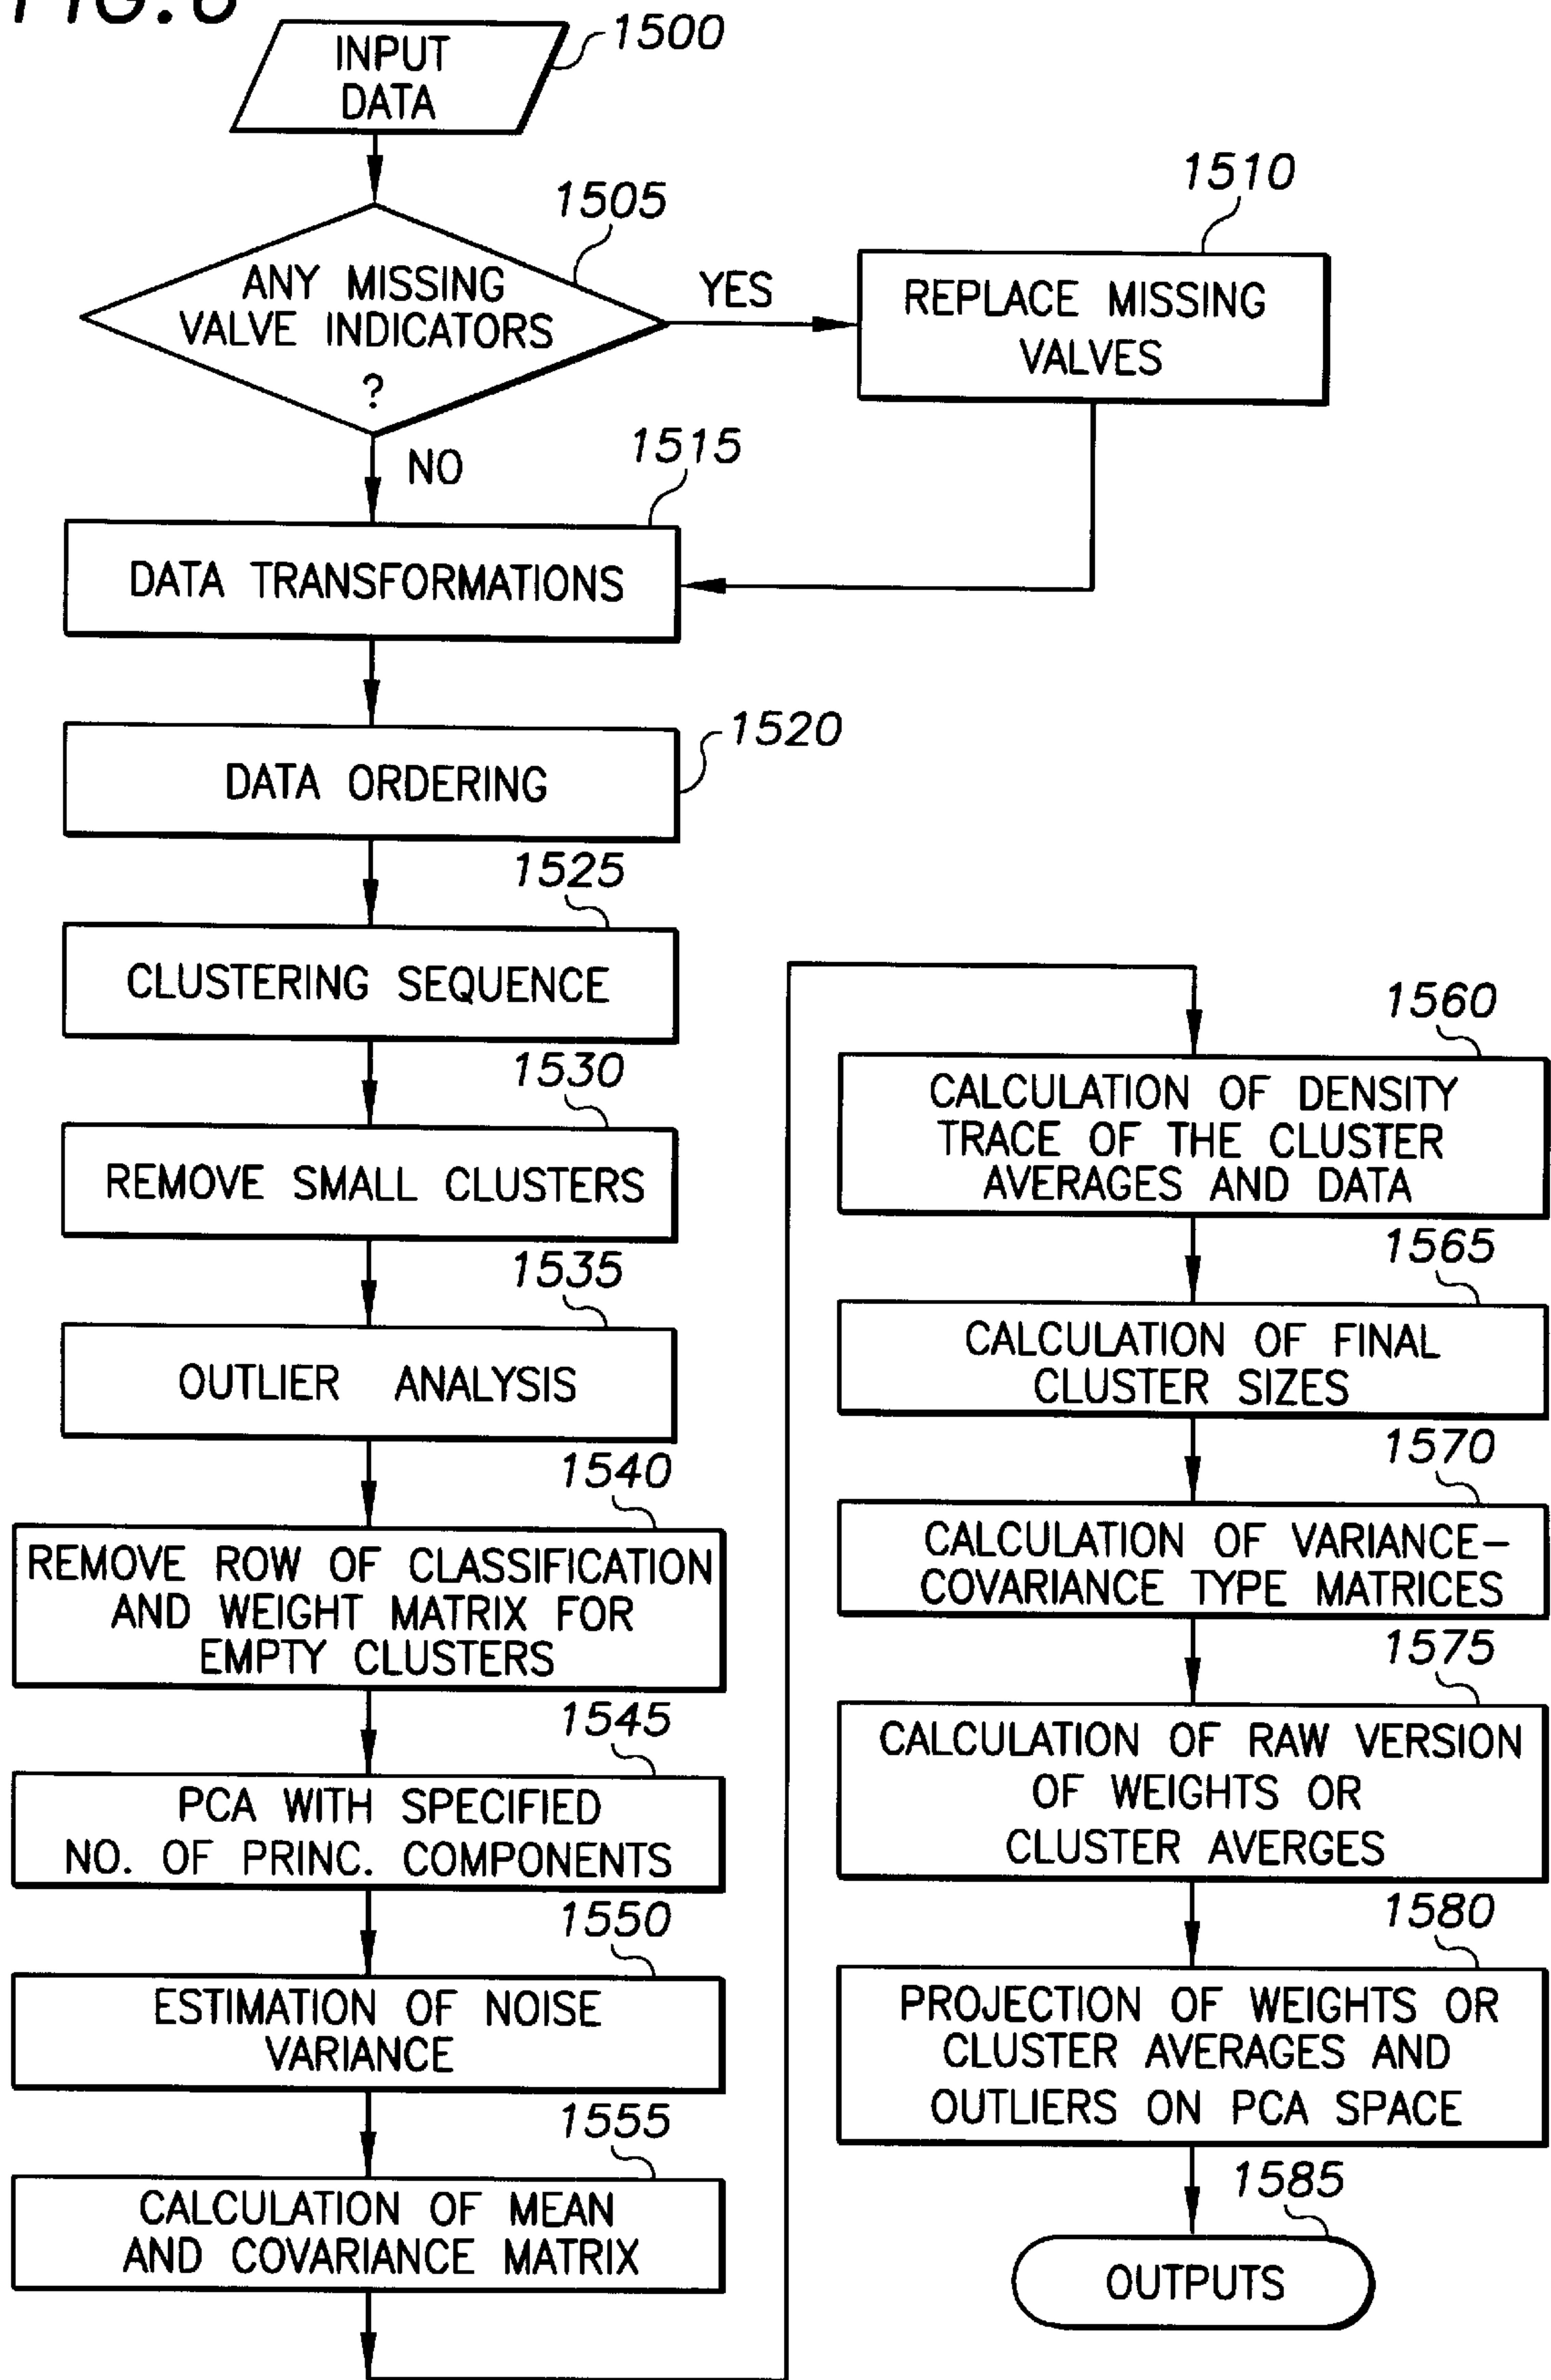 FIG.
INPUT
DATA
1500
1505
ANY MISSING
VALVE INDICATORS
?
YES
NO
1510
REPLACE MISSING
VALVES
1515
DATA TRANSFORMATIONS
1520
DATA ORDERING
1525
CLUSTERING SEQUENCE
1530
REMOVE SMALL CLUSTERS
1535
OUTLIER ANALYSIS
1540
REMOVE ROW OF CLASSIFICATION
AND WEIGHT MATRIX FOR
EMPTY CLUSTERS
1545
PCA WITH SPECIFIED
NO. OF PRINC. COMPONENTS
1550
ESTIMATION OF NOISE
VARIANCE
1555
CALCULATION OF MEAN
AND COVARIANCE MATRIX
1560
CALCULATION OF DENSITY
TRACE OF THE CLUSTER
AVERAGES AND DATA
1565
CALCULATION OF FINAL
CLUSTER SIZES
1570
CALCULATION OF VARIANCE-
COVARIANCE TYPE MATRICES
1575
CALCULATION OF RAW VERSION
OF WEIGHTS OR
CLUSTER AVERGES
1580
PROJECTION OF WEIGHTS OR
CLUSTER AVERAGES AND
OUTLIERS ON PCA SPACE
1585
OUTPUTS